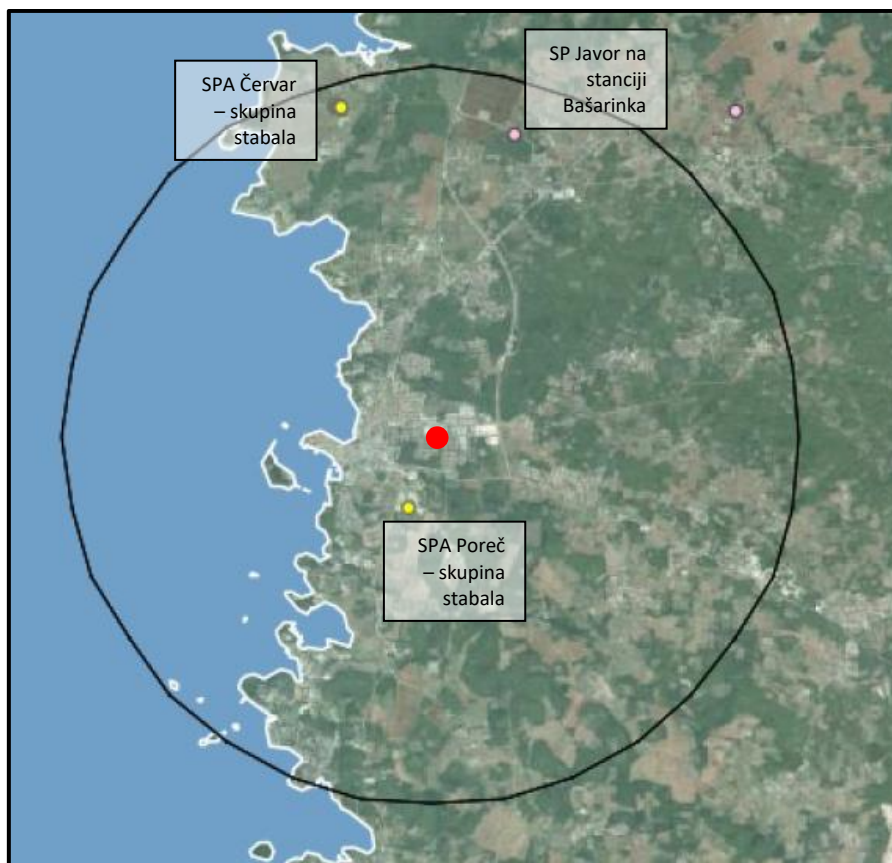 SPA Červar
– skupina
stabala
SP Javor na
stanciji
Bašarinka
SPA Poreč
– skupina
stabala